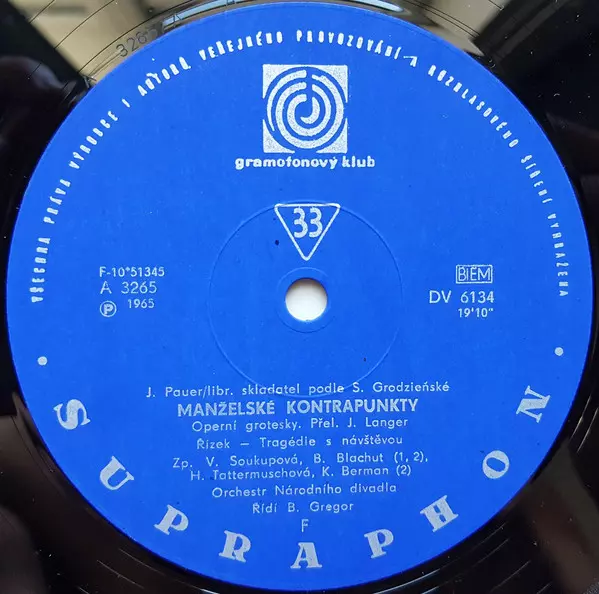 VŠECHNA PRÁVA VÝROBCE I AUTORŮ VEŘEJNÉHO PROVOZOVÁNÍ A ROZHLASOVÉHO ŠÍŘENÍ VYHRAZENA
gramofonový klub
33
F-10*51345
A 3265
Ⓟ 1965
BIEM
DV 6134
19'10"
J. Pauer/libr. skladatel podle S. Grodzieńské
MANŽELSKÉ KONTRAPUNKTY
Operní grotesky. Přel. J. Langer
Řízek — Tragédie s návštěvou
Zp. V. Soukupová, B. Blachut (1, 2),
H. Tattermuschová, K. Berman (2)
Orchestr Národního divadla
Řídí B. Gregor
F
• SUPRAPHON •